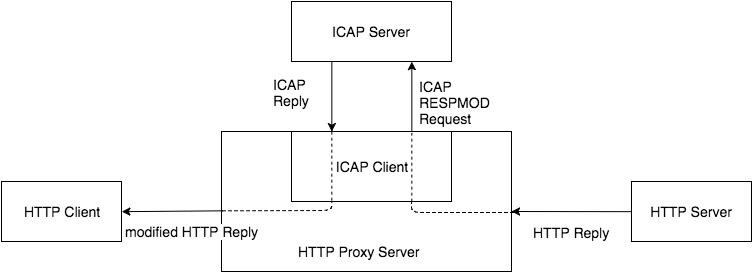 ICAP Server
ICAP
Reply
ICAP
RESPMOD
Request
ICAP Client
HTTP Client
modified HTTP Reply
HTTP Proxy Server
HTTP Reply
HTTP Server